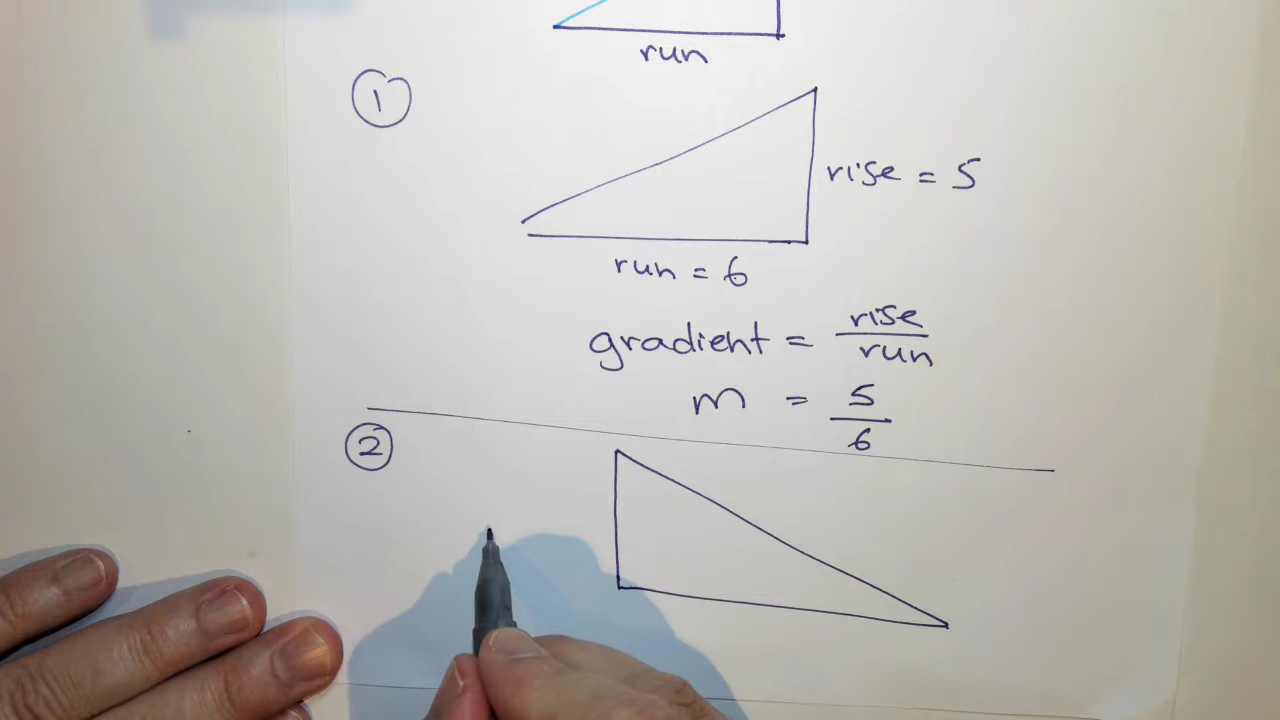 run
1
rise = 5
run = 6
gradient = rise/run
m = 5/6
2